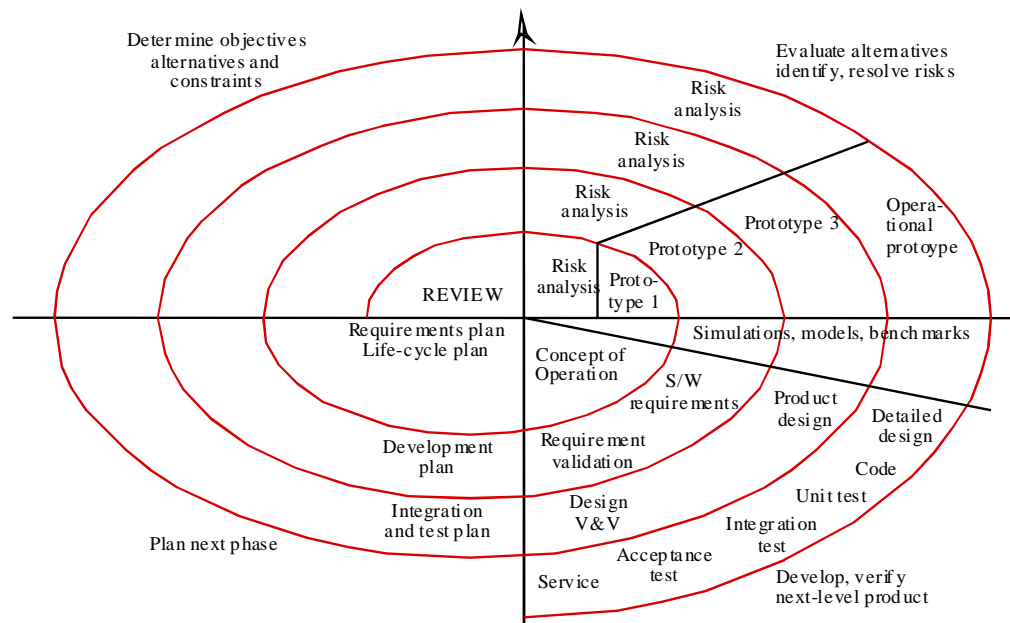 Determine objectives
alternatives and
constraints
Evaluate alternatives
identify, resolve risks
Risk
analysis
Risk
analysis
Risk
analysis
Risk
analysis
Proto-
type 1
Prototype 2
Prototype 3
Opera-
tional
protoype
REVIEW
Requirements plan
Life-cycle plan
Simulations, models, benchmarks
Concept of
Operation
S/W
requirements
Product
design
Detailed
design
Development
plan
Requirement
validation
Code
Unit test
Integration
and test plan
Design
V&V
Integration
test
Plan next phase
Acceptance
test
Service
Develop, verify
next-level product